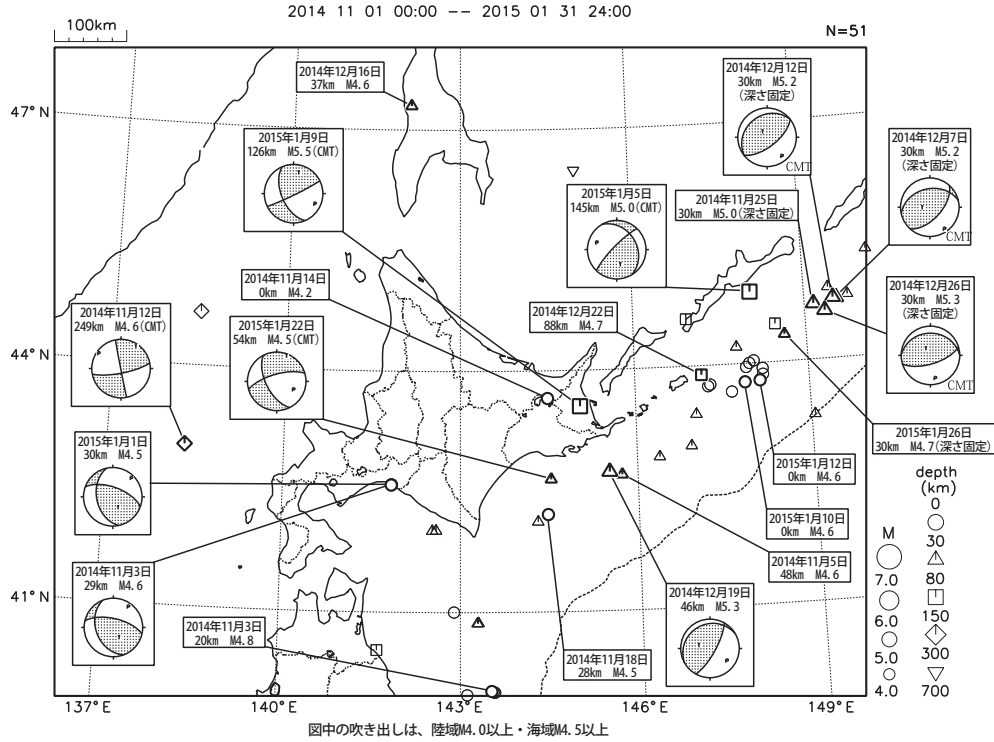 2014 11 01 00:00 -- 2015 01 31 24:00
100km
N=51
2014年12月16日
37km M4.6
2014年12月12日
30km M5.2
(深さ固定)
CMT
47°N
2015年1月9日
126km M5.5(CMT)
2014年12月7日
30km M5.2
(深さ固定)
CMT
2015年1月5日
145km M5.0(CMT)
2014年11月25日
30km M5.0(深さ固定)
2014年11月14日
0km M4.2
2014年12月26日
30km M5.3
(深さ固定)
CMT
2014年11月12日
249km M4.6(CMT)
2014年12月22日
88km M4.7
2015年1月22日
54km M4.5(CMT)
44°N
2015年1月26日
30km M4.7(深さ固定)
2015年1月1日
30km M4.5
2015年1月12日
0km M4.6
2015年1月10日
0km M4.6
2014年11月5日
48km M4.6
2014年11月3日
29km M4.6
2014年12月19日
46km M5.3
41°N
2014年11月3日
20km M4.8
2014年11月18日
28km M4.5
depth
(km)
0
30
80
150
300
700
M
7.0
6.0
5.0
4.0
137°E 140°E 143°E 146°E 149°E
図中の吹き出しは、陸域M4.0以上・海域M4.5以上